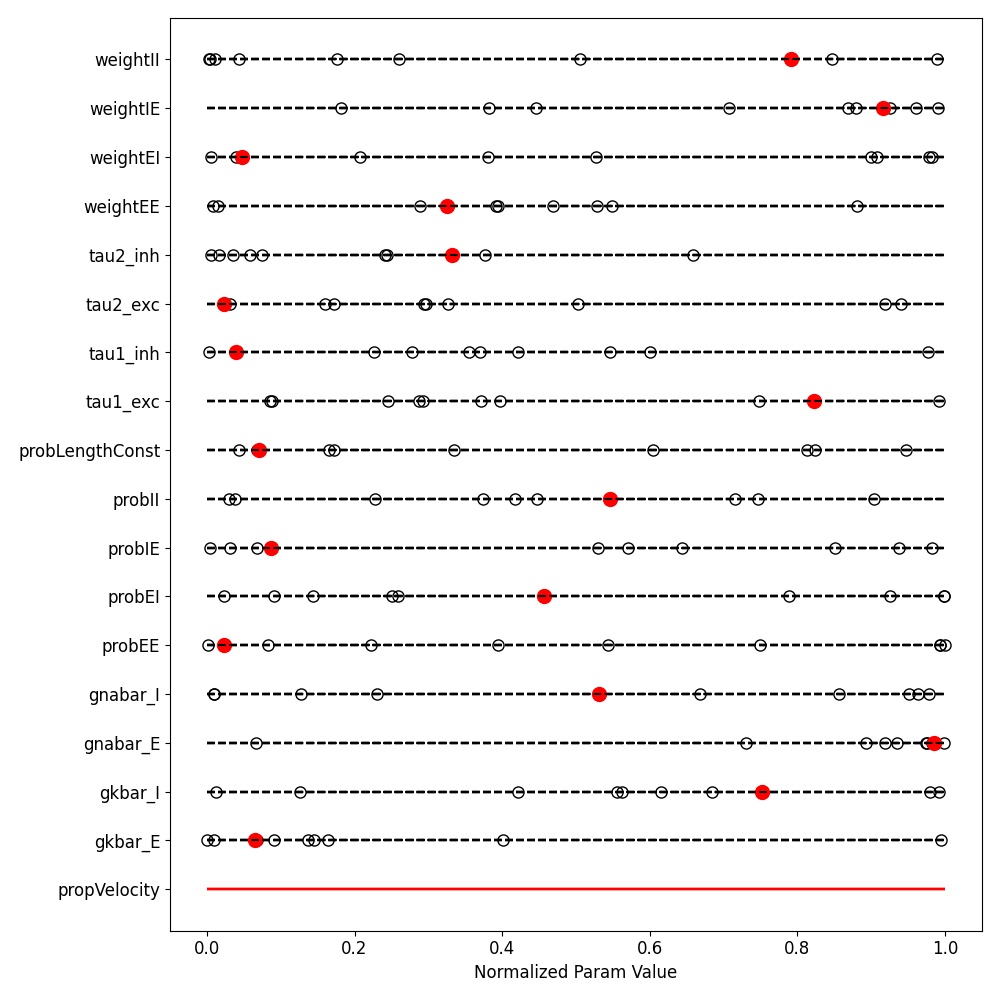 weightII
weightIE
weightEI
weightEE
tau2_inh
tau2_exc
tau1_inh
tau1_exc
probLengthConst
probII
probIE
probEI
probEE
gnabar_I
gnabar_E
gkbar_I
gkbar_E
propVelocity
0.0 0.2 0.4 0.6 0.8 1.0
Normalized Param Value